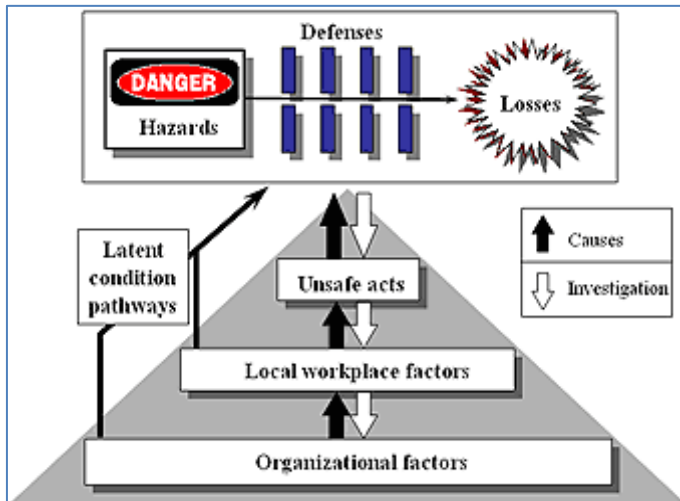 Defenses
DANGER
Hazards
Losses
Latent
condition
pathways
Causes
Investigation
Unsafe acts
Local workplace factors
Organizational factors